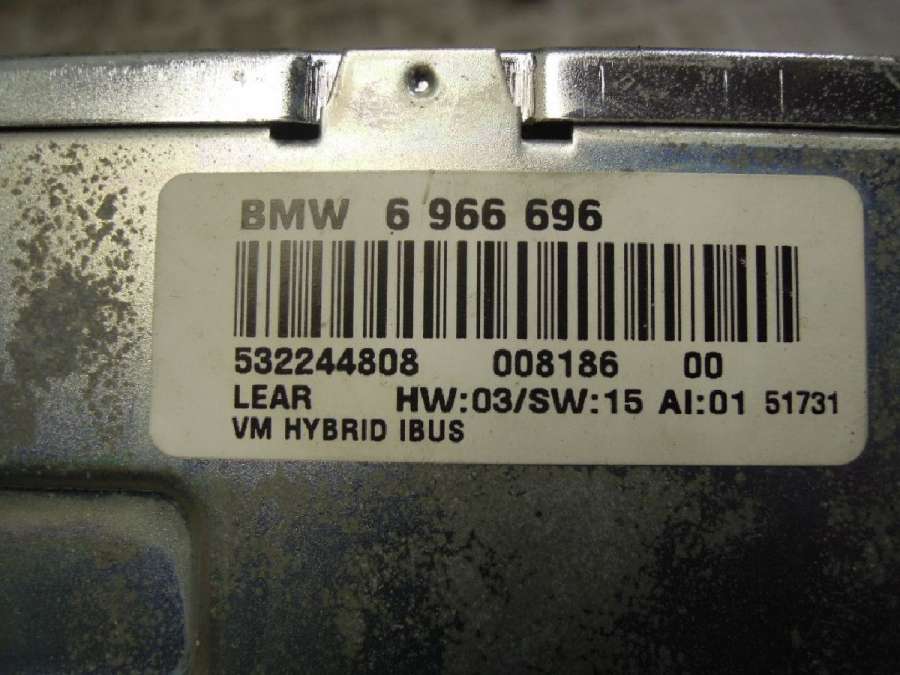 BMW 6 966 696
532244808 008186 00
LEAR HW:03/SW:15 AI:01 51731
VM HYBRID IBUS